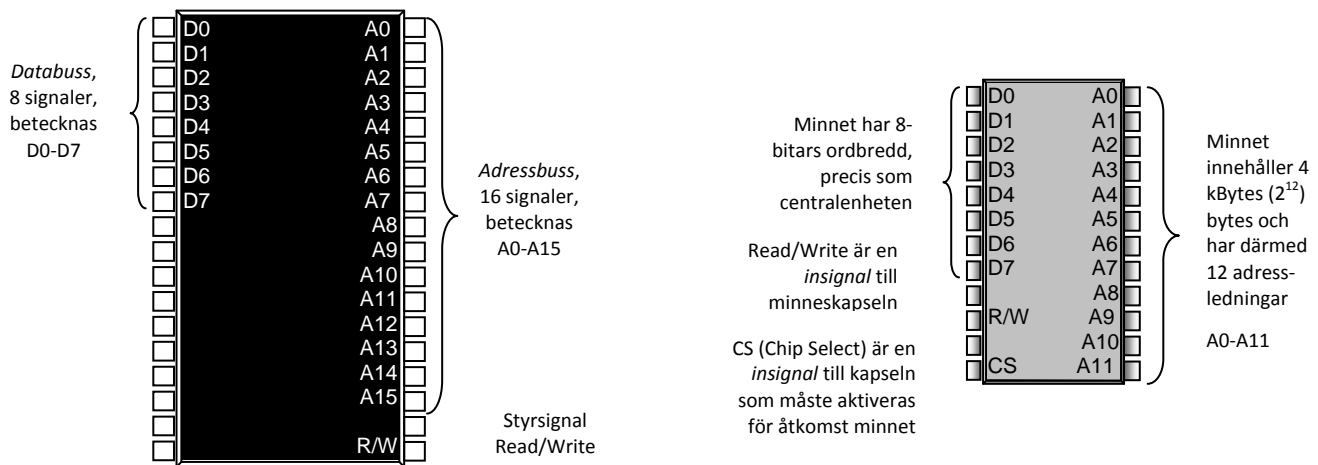 Databuss,
8 signaler,
betecknas
D0-D7
D0
D1
D2
D3
D4
D5
D6
D7
A0
A1
A2
A3
A4
A5
A6
A7
A8
A9
A10
A11
A12
A13
A14
A15
R/W
Adressbuss,
16 signaler,
betecknas
A0-A15
Styrsignal
Read/Write
Minnet har 8-
bitars ordbredd,
precis som
centralenheten
Read/Write är en
insignal till
minneskapseln
CS (Chip Select) är en
insignal till kapseln
som måste aktiveras
för åtkomst minnet
D0
D1
D2
D3
D4
D5
D6
D7
R/W
CS
A0
A1
A2
A3
A4
A5
A6
A7
A8
A9
A10
A11
Minnet
innehåller 4
kBytes (2¹²)
bytes och
har därmed
12 adress-
ledningar
A0-A11